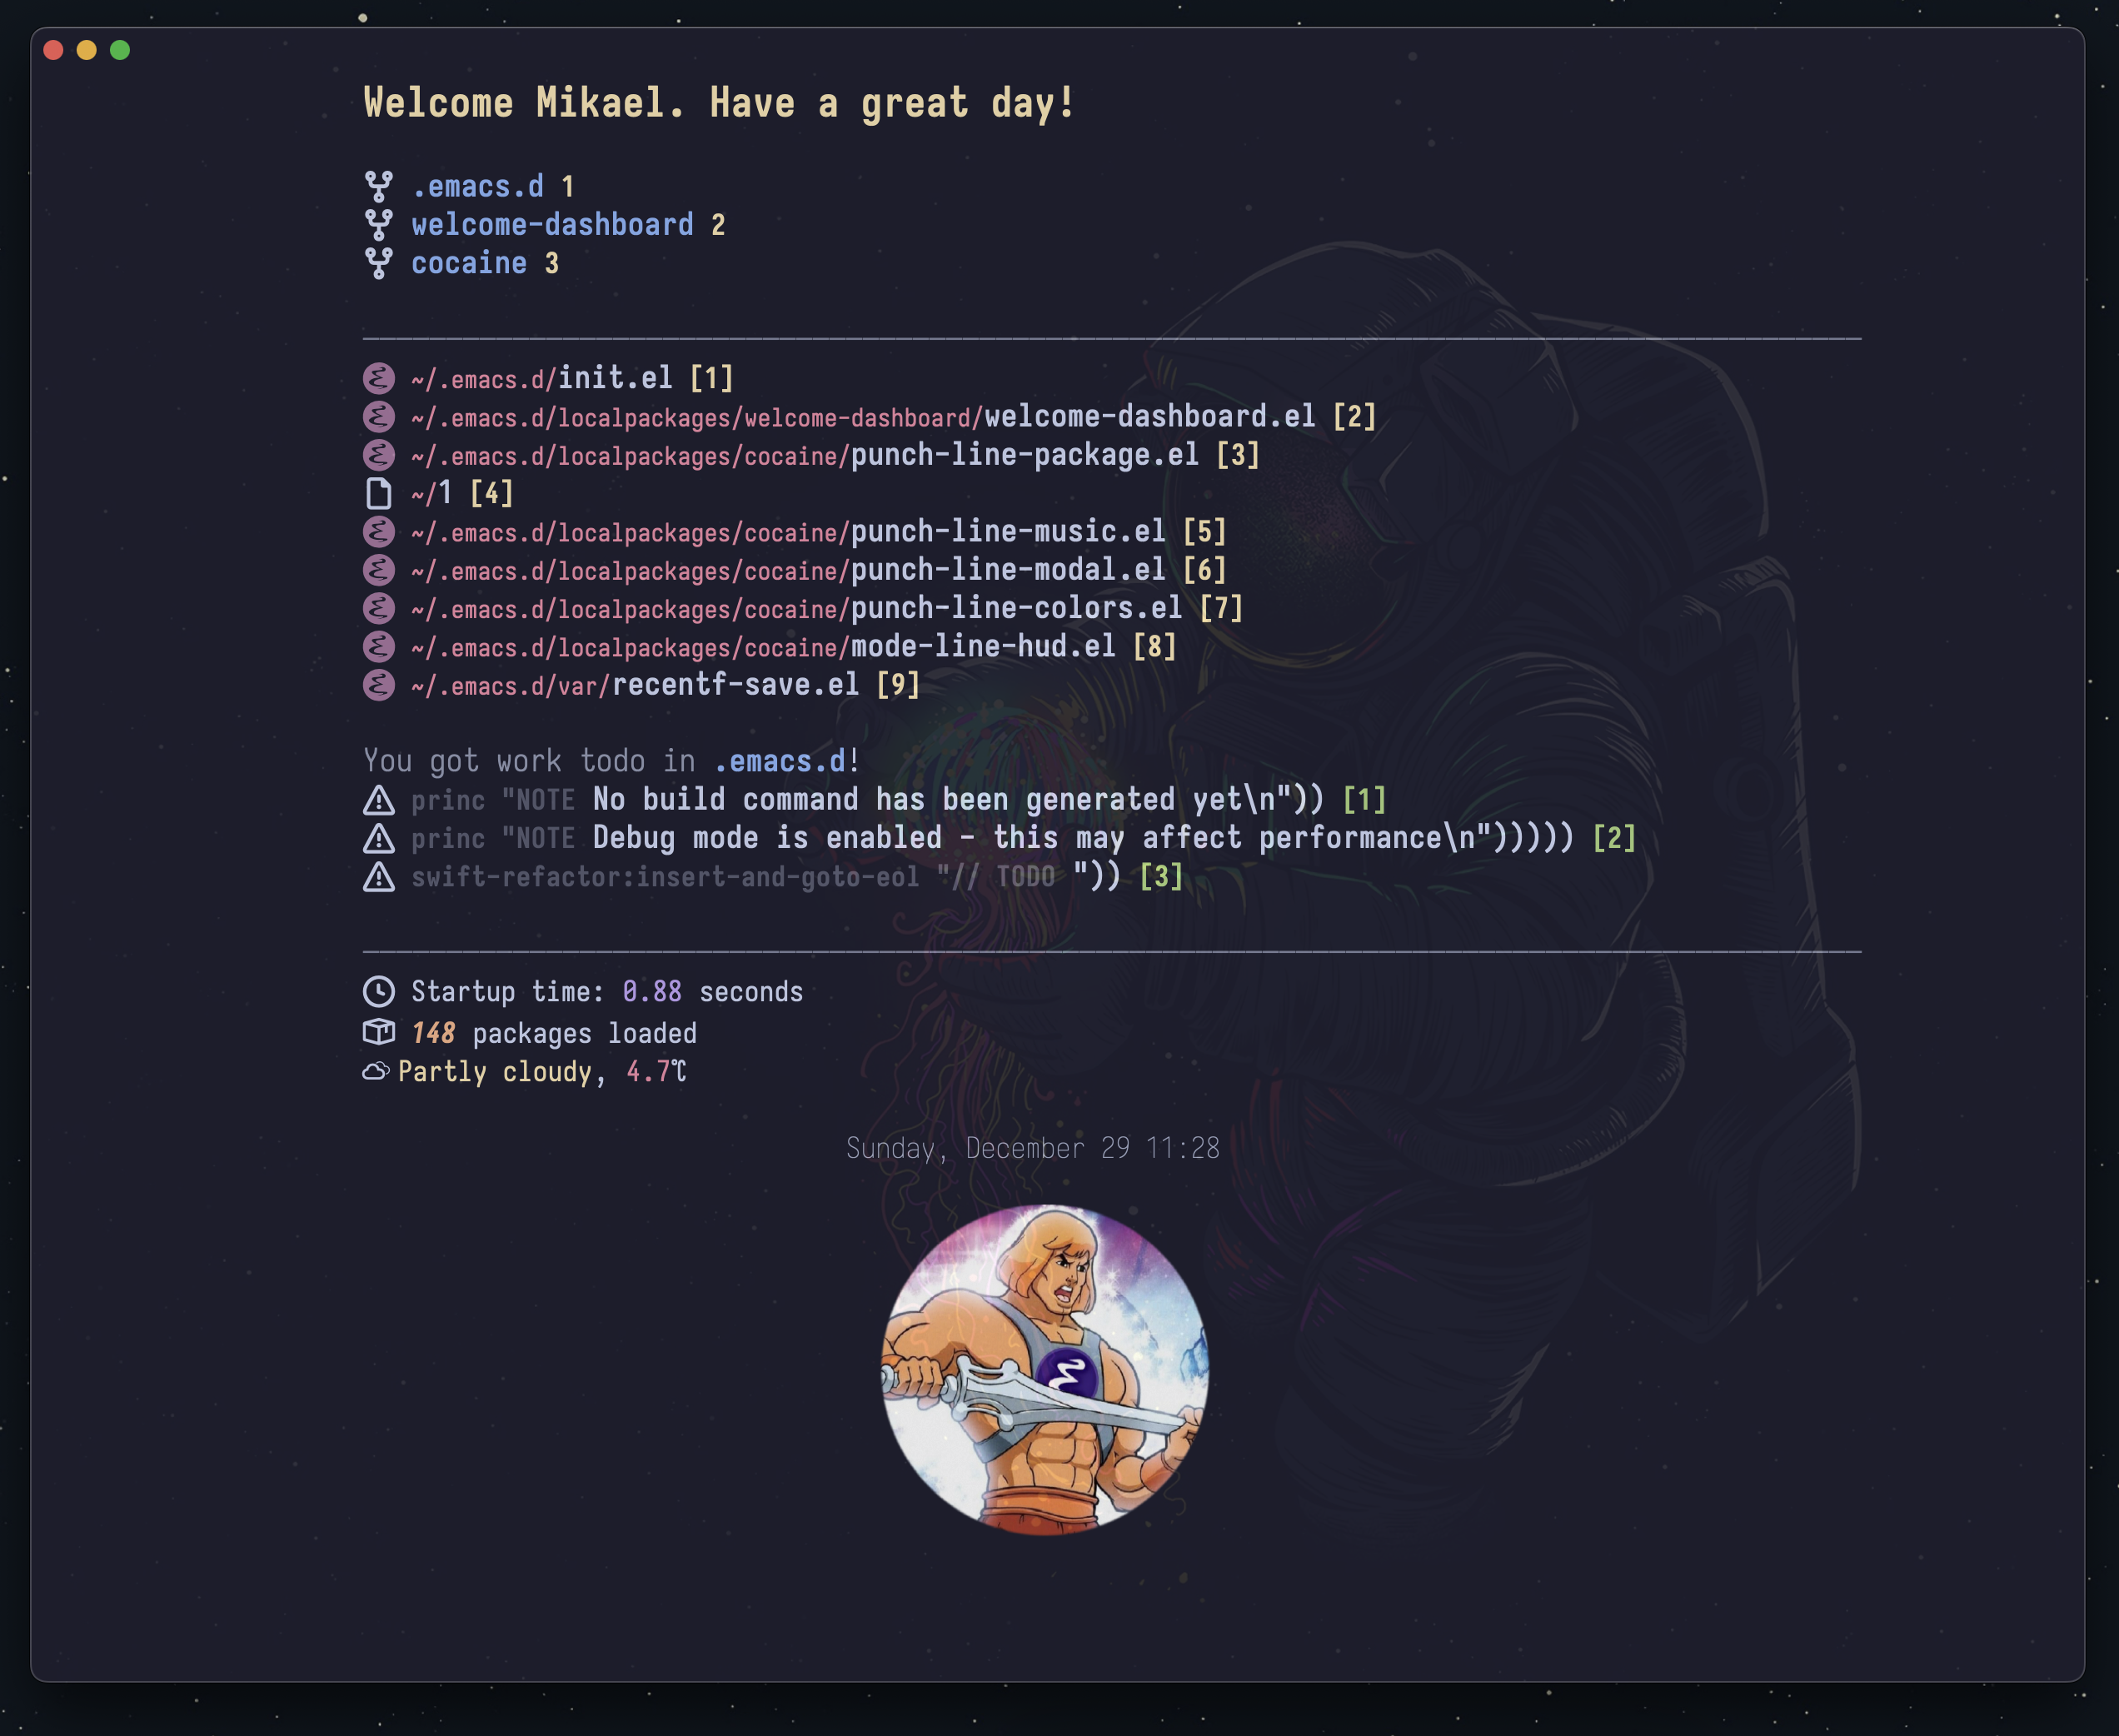 Welcome Mikael. Have a great day!
.emacs.d 1
welcome-dashboard 2
cocaine 3
~/.emacs.d/init.el [1]
~/.emacs.d/localpackages/welcome-dashboard/welcome-dashboard.el [2]
~/.emacs.d/localpackages/cocaine/punch-line-package.el [3]
~/1 [4]
~/.emacs.d/localpackages/cocaine/punch-line-music.el [5]
~/.emacs.d/localpackages/cocaine/punch-line-modal.el [6]
~/.emacs.d/localpackages/cocaine/punch-line-colors.el [7]
~/.emacs.d/localpackages/cocaine/mode-line-hud.el [8]
~/.emacs.d/var/recentf-save.el [9]
You got work todo in .emacs.d!
princ "NOTE No build command has been generated yet\n")) [1]
princ "NOTE Debug mode is enabled - this may affect performance\n"))))) [2]
swift-refactor:insert-and-goto-eol "// TODO ")) [3]
Startup time: 0.88 seconds
148 packages loaded
Partly cloudy, 4.7℃
Sunday, December 29 11:28